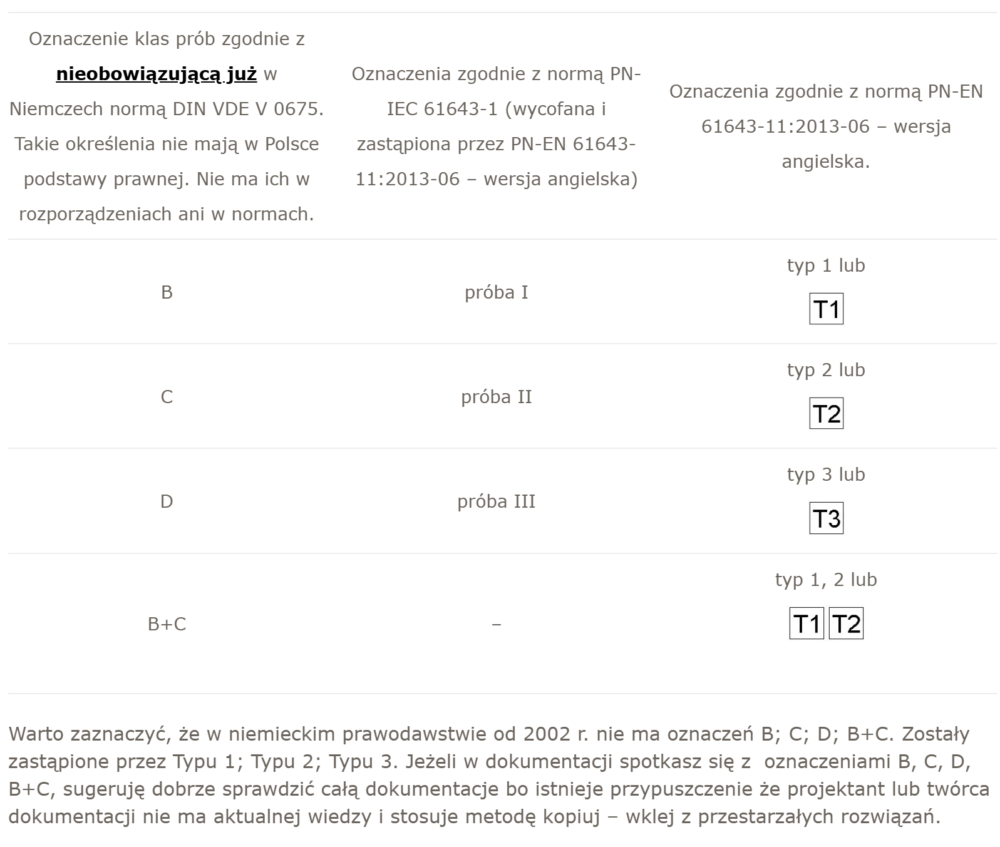 Oznaczenie klas prób zgodnie z
nieobowiązującą już w
Niemczech normą DIN VDE V 0675.
Takie określenia nie mają w Polsce
podstawy prawnej. Nie ma ich w
rozporządzeniach ani w normach.
Oznaczenia zgodnie z normą PN-
IEC 61643-1 (wycofana i
zastąpiona przez PN-EN 61643-
11:2013-06 – wersja angielska)
Oznaczenia zgodnie z normą PN-EN
61643-11:2013-06 – wersja
angielska.
B
próba I
typ 1 lub
T1
C
próba II
typ 2 lub
T2
D
próba III
typ 3 lub
T3
B+C
–
typ 1, 2 lub
T1 T2
Warto zaznaczyć, że w niemieckim prawodawstwie od 2002 r. nie ma oznaczeń B; C; D; B+C. Zostały
zastąpione przez Typu 1; Typu 2; Typu 3. Jeżeli w dokumentacji spotkasz się z  oznaczeniami B, C, D,
B+C, sugeruję dobrze sprawdzić całą dokumentacje bo istnieje przypuszczenie że projektant lub twórca
dokumentacji nie ma aktualnej wiedzy i stosuje metodę kopiuj – wklej z przestarzałych rozwiązań.